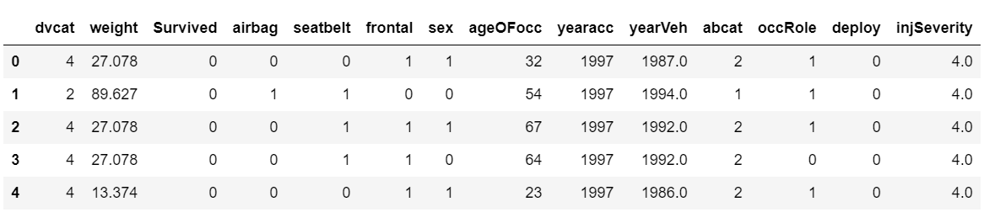 dvcat weight Survived airbag seatbelt frontal sex ageOFocc yearacc yearVeh abcat occRole deploy injSeverity
0 4 27.078 0 0 0 1 1 32 1997 1987.0 2 1 0 4.0
1 2 89.627 0 1 1 0 0 54 1997 1994.0 1 1 0 4.0
2 4 27.078 0 0 1 1 1 67 1997 1992.0 2 1 0 4.0
3 4 27.078 0 0 1 1 0 64 1997 1992.0 2 0 0 4.0
4 4 13.374 0 0 0 1 1 23 1997 1986.0 2 1 0 4.0